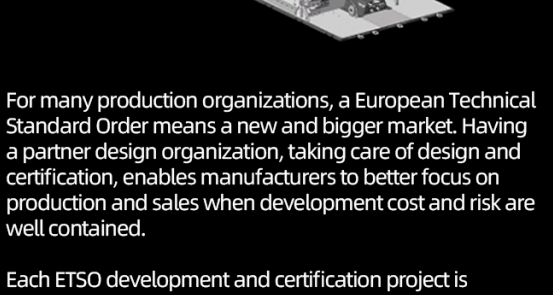 For many production organizations, a European Technical
Standard Order means a new and bigger market. Having
a partner design organization, taking care of design and
certification, enables manufacturers to better focus on
production and sales when development cost and risk are
well contained.
Each ETSO development and certification project is